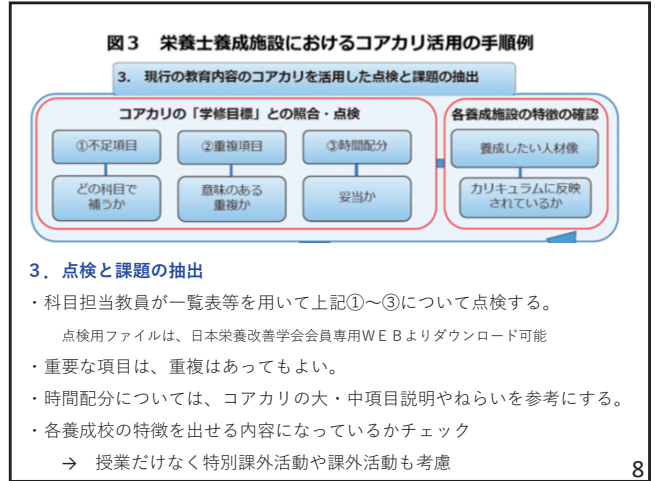 図３　栄養士養成施設におけるコアカリ活用の手順例
3.　現行の教育内容のコアカリを活用した点検と課題の抽出
コアカリの「学修目標」との照合・点検
各養成施設の特徴の確認
①不足項目
②重複項目
③時間配分
養成したい人材像
どの科目で
補うか
意味のある
重複か
妥当か
カリキュラムに反映
されているか
３．点検と課題の抽出
・科目担当教員が一覧表等を用いて上記①～③について点検する。
点検用ファイルは、日本栄養改善学会会員専用ＷＥＢよりダウンロード可能
・重要な項目は、重複はあってもよい。
・時間配分については、コアカリの大・中項目説明やねらいを参考にする。
・各養成校の特徴を出せる内容になっているかチェック
→　授業だけなく特別課外活動や課外活動も考慮
8